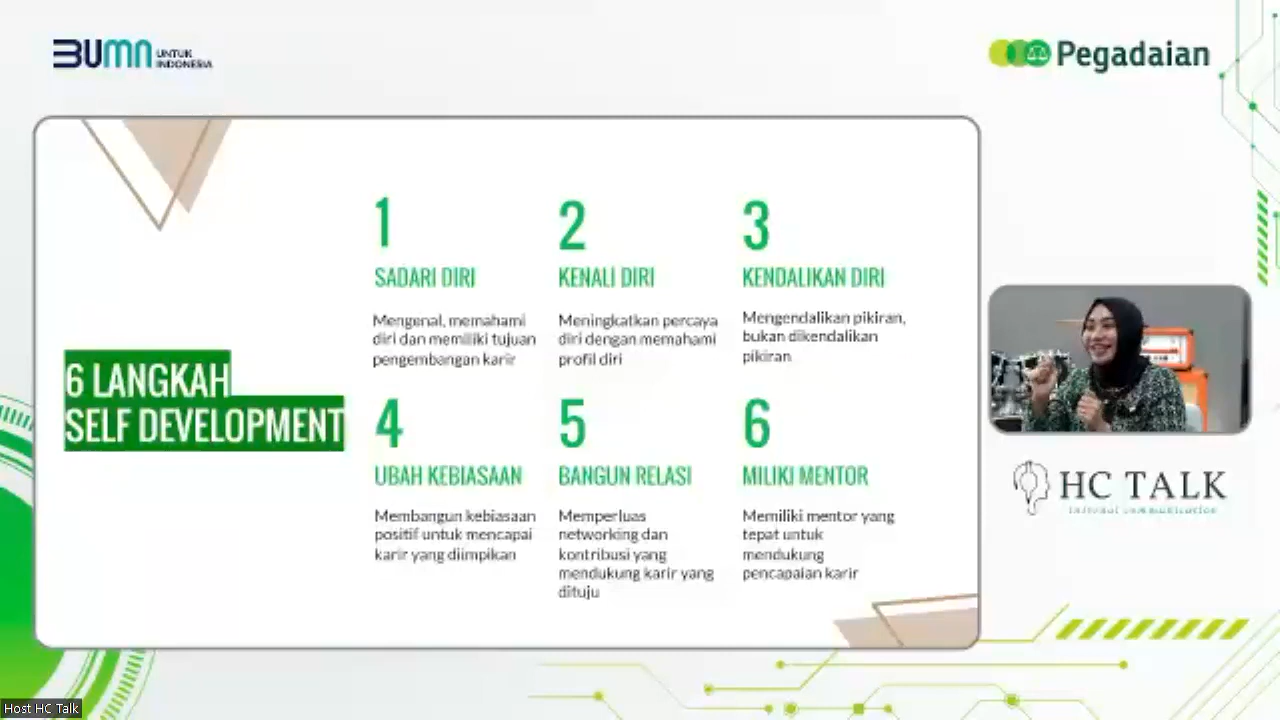 BUMN
UNTUK
INDONESIA
Pegadaian
6 LANGKAH
SELF DEVELOPMENT
1
SADARI DIRI
Mengenal, memahami
diri dan memiliki tujuan
pengembangan karir
2
KENALI DIRI
Meningkatkan percaya
diri dengan memahami
profil diri
3
KENDALIKAN DIRI
Mengendalikan pikiran,
bukan dikendalikan
pikiran
4
UBAH KEBIASAAN
Membangun kebiasaan
positif untuk mencapai
karir yang diimpikan
5
BANGUN RELASI
Memperluas
networking dan
kontribusi yang
mendukung karir yang
dituju
6
MILIKI MENTOR
Memiliki mentor yang
tepat untuk
mendukung
pencapaian karir
HC TALK
internal communication
Host HC Talk